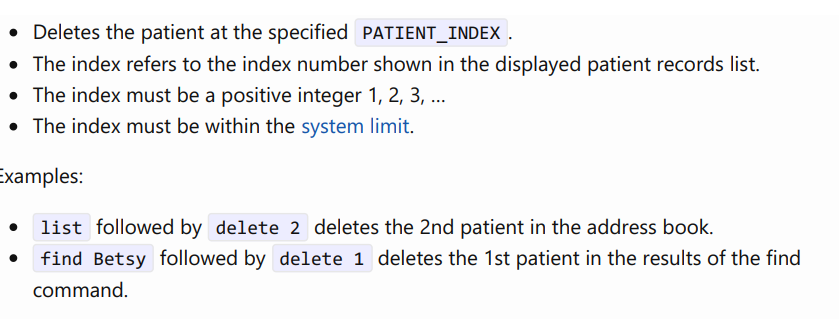 • Deletes the patient at the specified PATIENT_INDEX.
• The index refers to the index number shown in the displayed patient records list.
• The index must be a positive integer 1, 2, 3, …
• The index must be within the system limit.
Examples:
• list followed by delete 2 deletes the 2nd patient in the address book.
• find Betsy followed by delete 1 deletes the 1st patient in the results of the find
command.